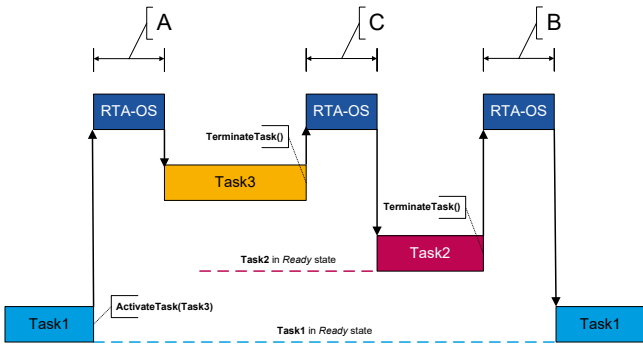 A
C
B
RTA-OS
RTA-OS
RTA-OS
TerminateTask()
Task3
TerminateTask()
Task2
Task2 in Ready state
Task1
ActivateTask(Task3)
Task1
Task1 in Ready state